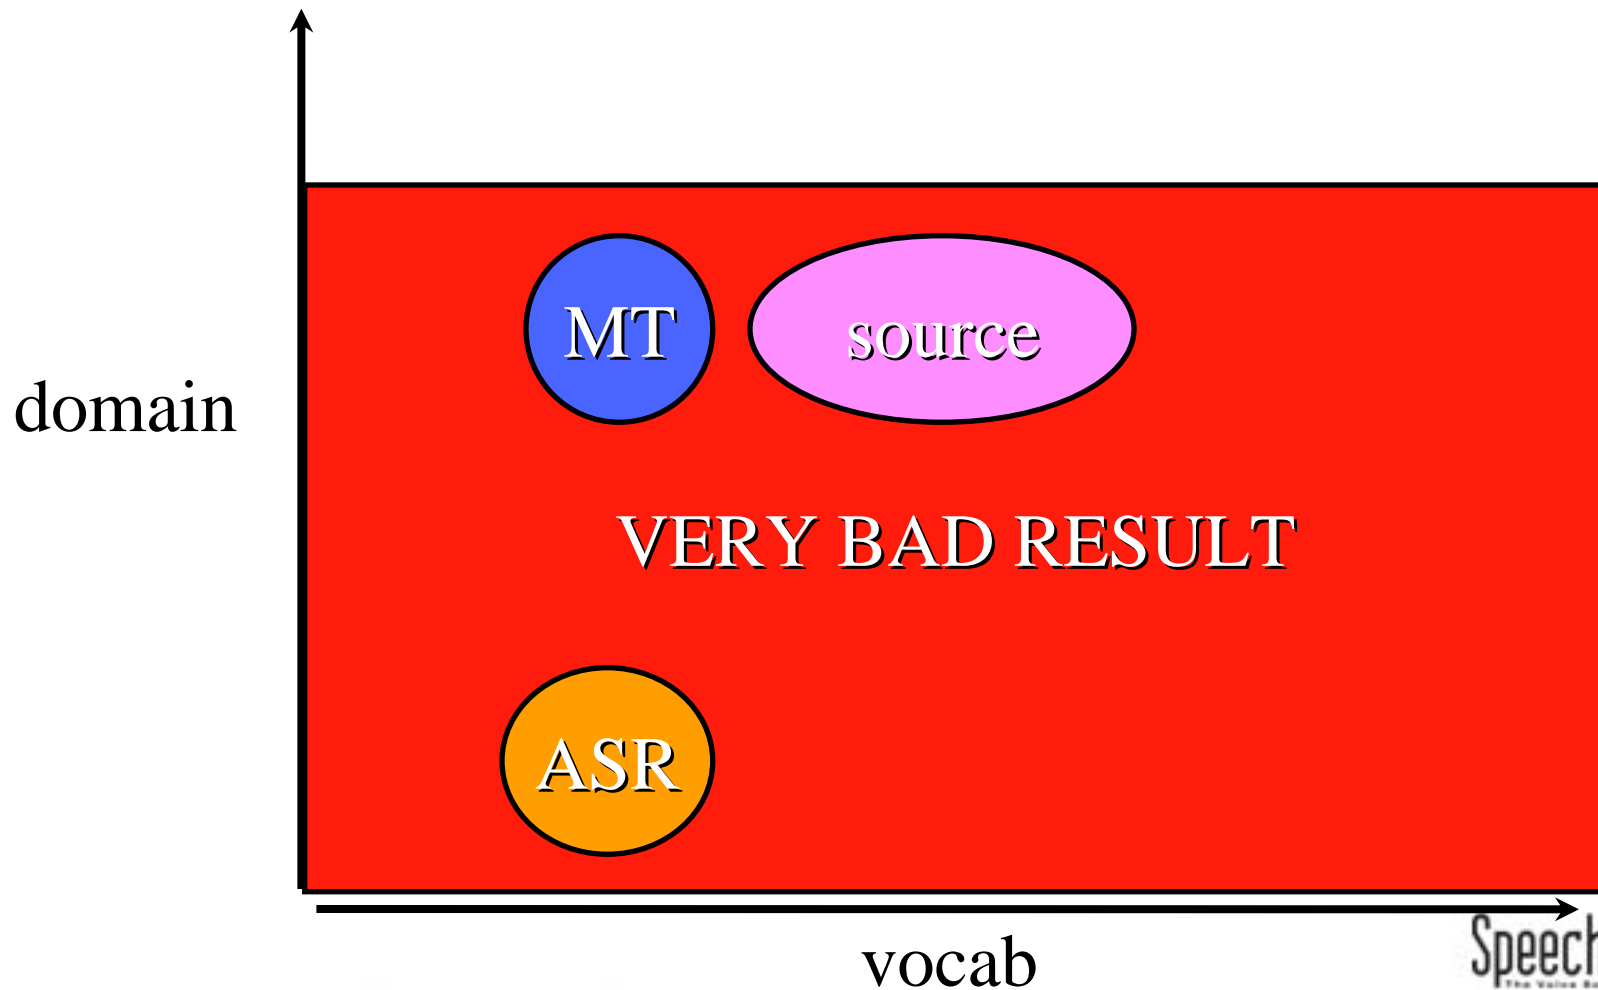 MT
source
domain
VERY BAD RESULT
ASR
vocab
Speech